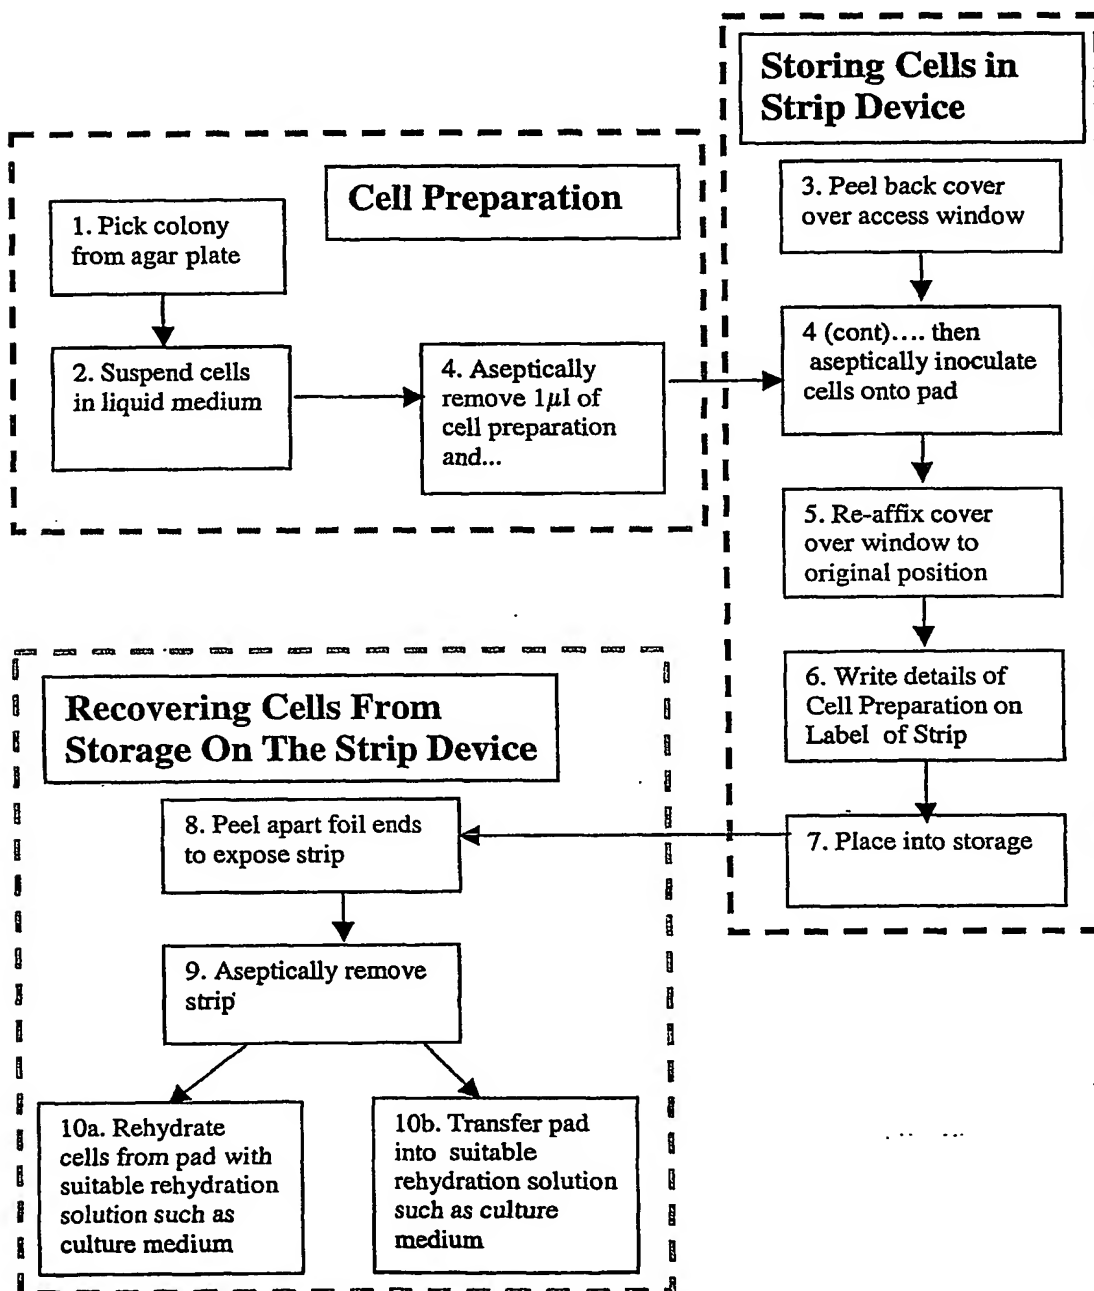 Cell Preparation
1. Pick colony
from agar plate
2. Suspend cells
in liquid medium
4. Aseptically
remove 1μl of
cell preparation
and...
Storing Cells in
Strip Device
3. Peel back cover
over access window
4 (cont).... then
aseptically inoculate
cells onto pad
5. Re-affix cover
over window to
original position
6. Write details of
Cell Preparation on
Label of Strip
7. Place into storage
Recovering Cells From
Storage On The Strip Device
8. Peel apart foil ends
to expose strip
9. Aseptically remove
strip
10a. Rehydrate
cells from pad with
suitable rehydration
solution such as
culture medium
10b. Transfer pad
into suitable
rehydration solution
such as culture
medium